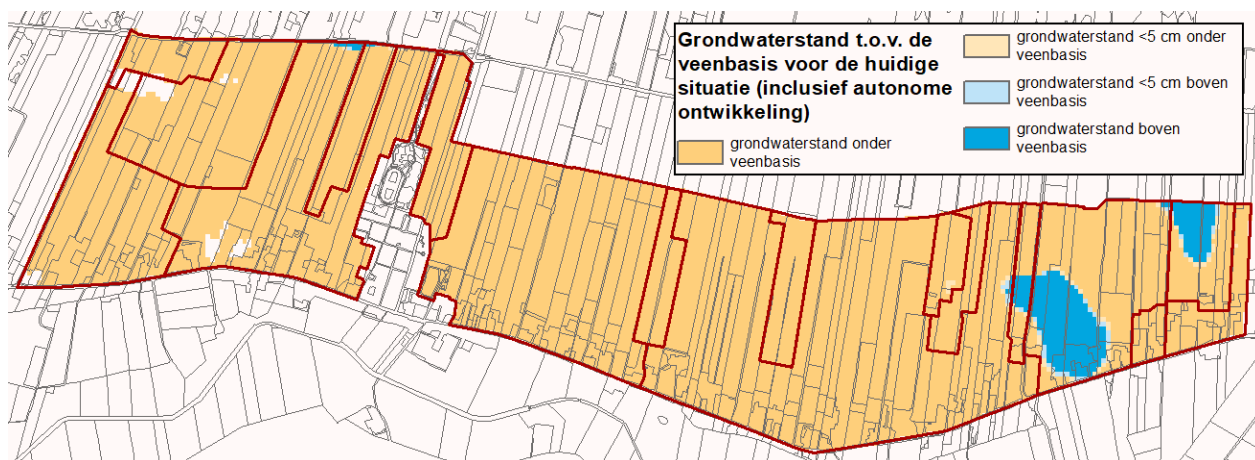 Grondwaterstand t.o.v. de
veenbasis voor de huidige
situatie (inclusief autonome
ontwikkeling)
grondwaterstand onder
veenbasis
grondwaterstand <5 cm onder
veenbasis
grondwaterstand <5 cm boven
veenbasis
grondwaterstand boven
veenbasis